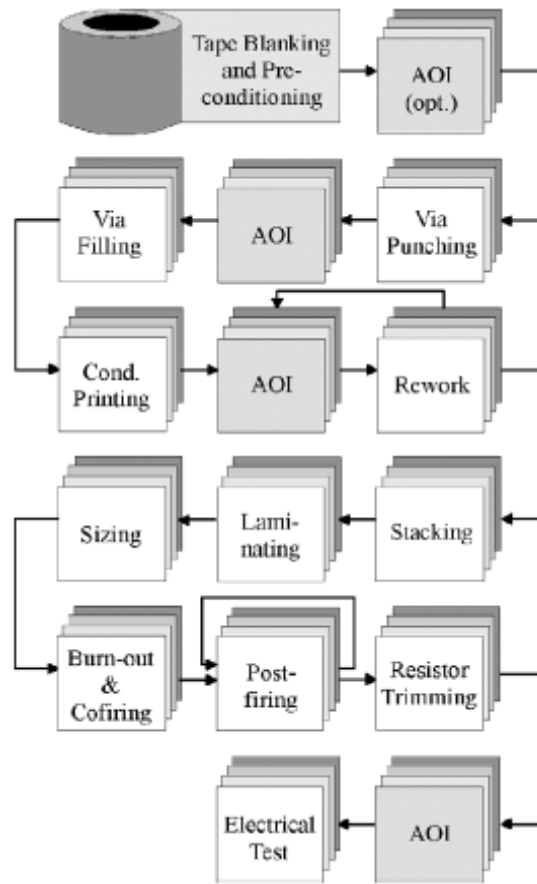 Tape Blanking
and Pre-
conditioning
AOI
(opt.)
Via
Filling
AOI
Via
Punching
Cond.
Printing
AOI
Rework
Sizing
Lami-
nating
Stacking
Burn-out
&
Cofiring
Post-
firing
Resistor
Trimming
Electrical
Test
AOI